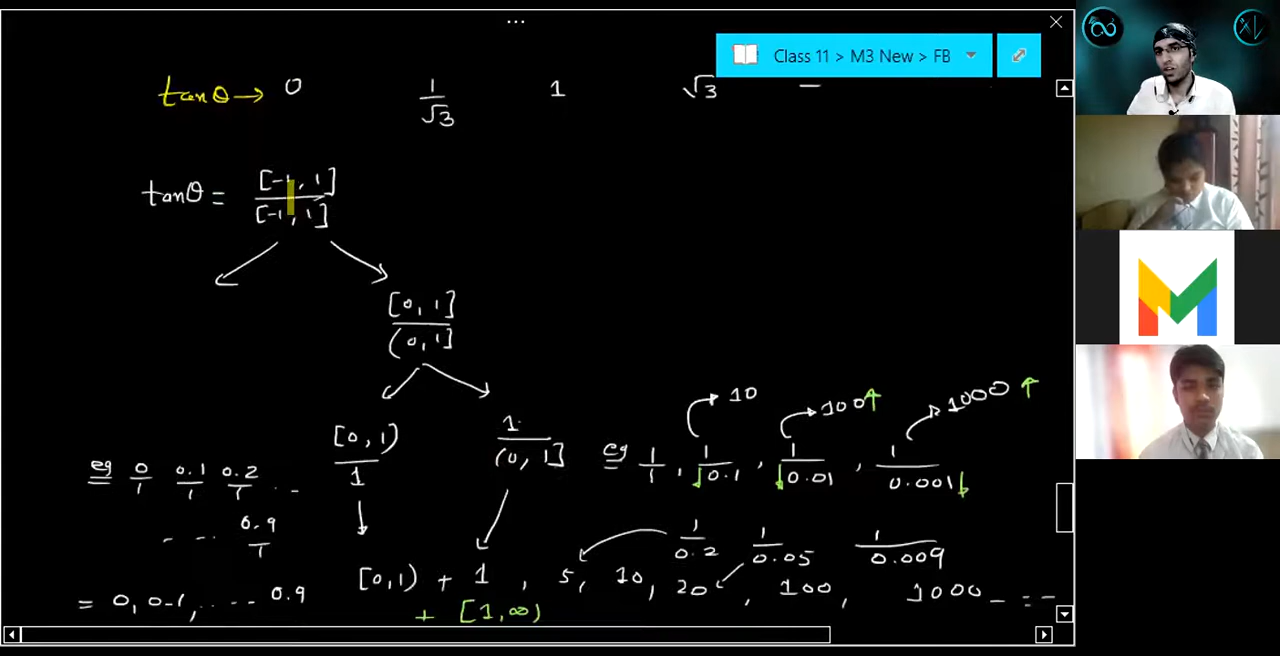 Class 11 > M3 New > FB
tanθ → 0 1/√3 1 √3 —
tanθ = [-1, 1]/[-1, 1]
[0, 1]/(0, 1]
→ 10 → 100↑ → 1000↑
[0, 1)/1 1/(0, 1] eg 1/1, 1/0.1, 1/0.01, 1/0.001
eg 0/1 0.1/1 0.2/1 ...
..... 0.9/1
1/0.2 1/0.05 1/0.009
[0,1) + 1, 5, 10, 20, 100, 1000 ----
= 0, 0.1, ..... 0.9
+ [1, ∞)